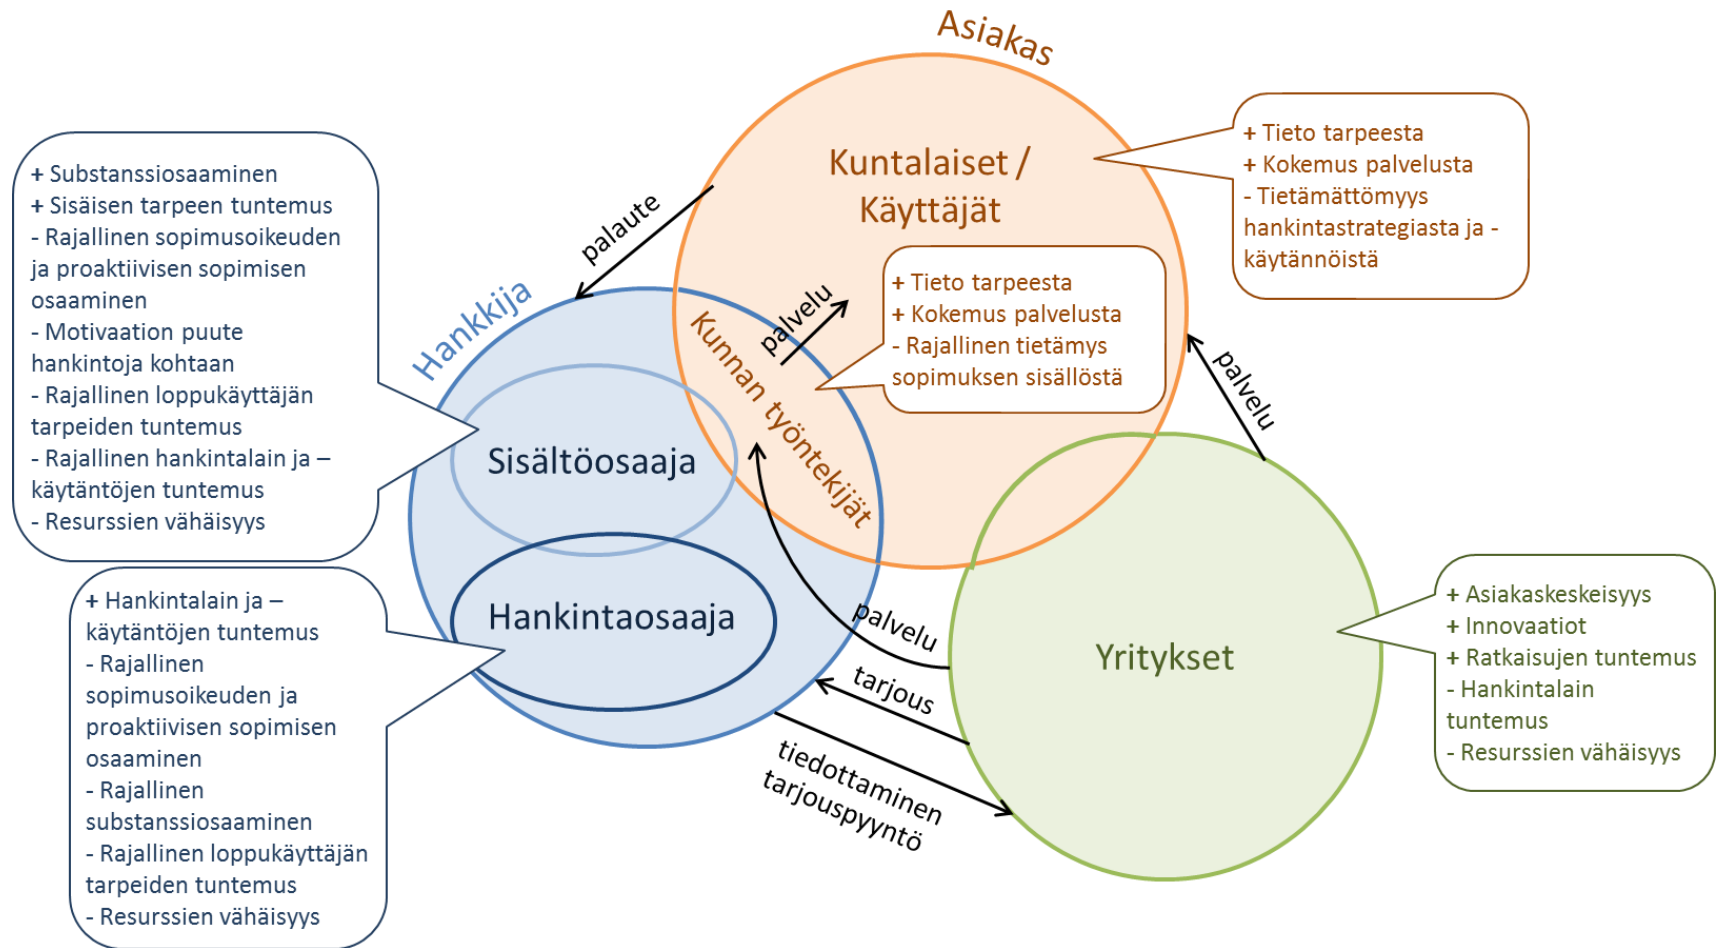 Asiakas
Kuntalaiset /
Käyttäjät
+ Tieto tarpeesta
+ Kokemus palvelusta
- Tietämättömyys
hankintastrategiasta ja -
käytännöistä
+ Substanssiosaaminen
+ Sisäisen tarpeen tuntemus
- Rajallinen sopimusoikeuden
ja proaktiivisen sopimisen
osaaminen
- Motivaation puute
hankintoja kohtaan
- Rajallinen loppukäyttäjän
tarpeiden tuntemus
- Rajallinen hankintalain ja –
käytäntöjen tuntemus
- Resurssien vähäisyys
palaute
Hankkija
palvelu
Kunnan työntekijät
+ Tieto tarpeesta
+ Kokemus palvelusta
- Rajallinen tietämys
sopimuksen sisällöstä
palvelu
Sisältöosaaja
Hankintaosaaja
+ Hankintalain ja –
käytäntöjen tuntemus
- Rajallinen
sopimusoikeuden ja
proaktiivisen sopimisen
osaaminen
- Rajallinen
substanssiosaaminen
- Rajallinen loppukäyttäjän
tarpeiden tuntemus
- Resurssien vähäisyys
palvelu
tarjous
tiedottaminen
tarjouspyyntö
Yritykset
+ Asiakaskeskeisyys
+ Innovaatiot
+ Ratkaisujen tuntemus
- Hankintalain
tuntemus
- Resurssien vähäisyys